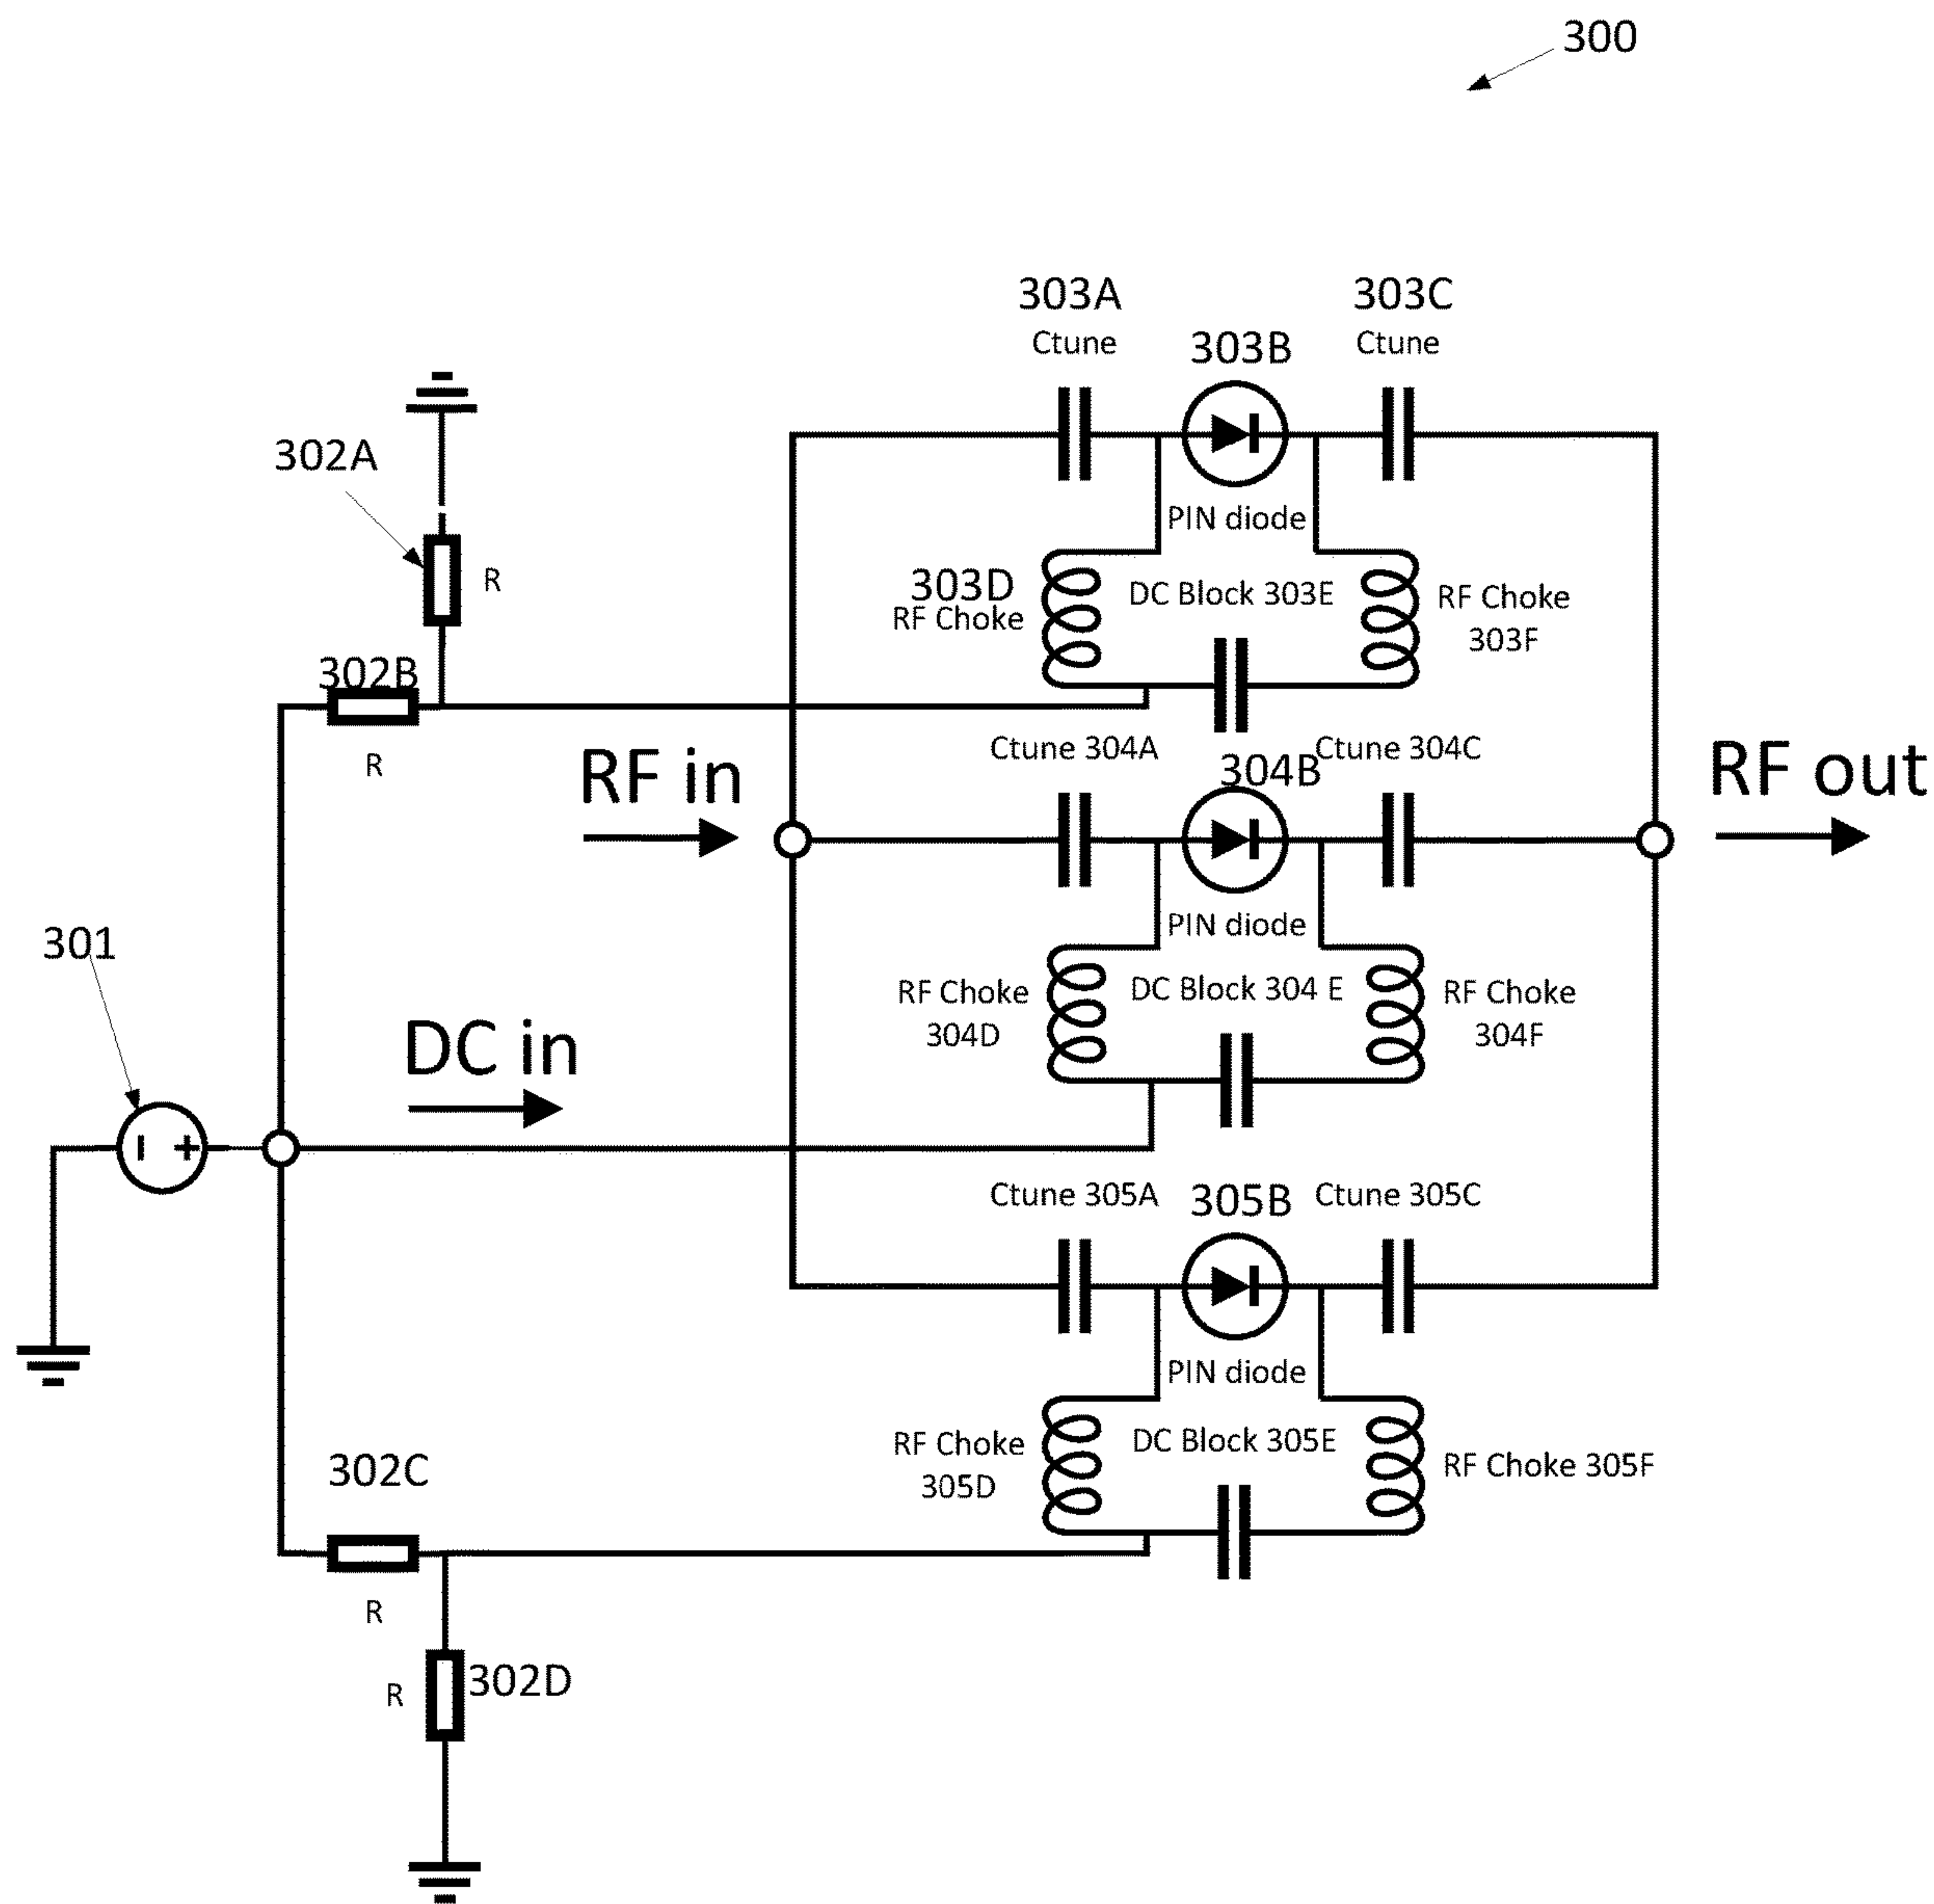 300
303A
Ctune
303C
Ctune
303B
302A
R
PIN diode
303D
RF Choke
DC Block 303E
RF Choke
303F
302B
R
RF in
Ctune 304A
304B
Ctune 304C
RF out
PIN diode
301
RF Choke
304D
DC Block 304 E
RF Choke
304F
DC in
Ctune 305A
305B
Ctune 305C
PIN diode
RF Choke
305D
DC Block 305E
RF Choke 305F
302C
R
R
302D